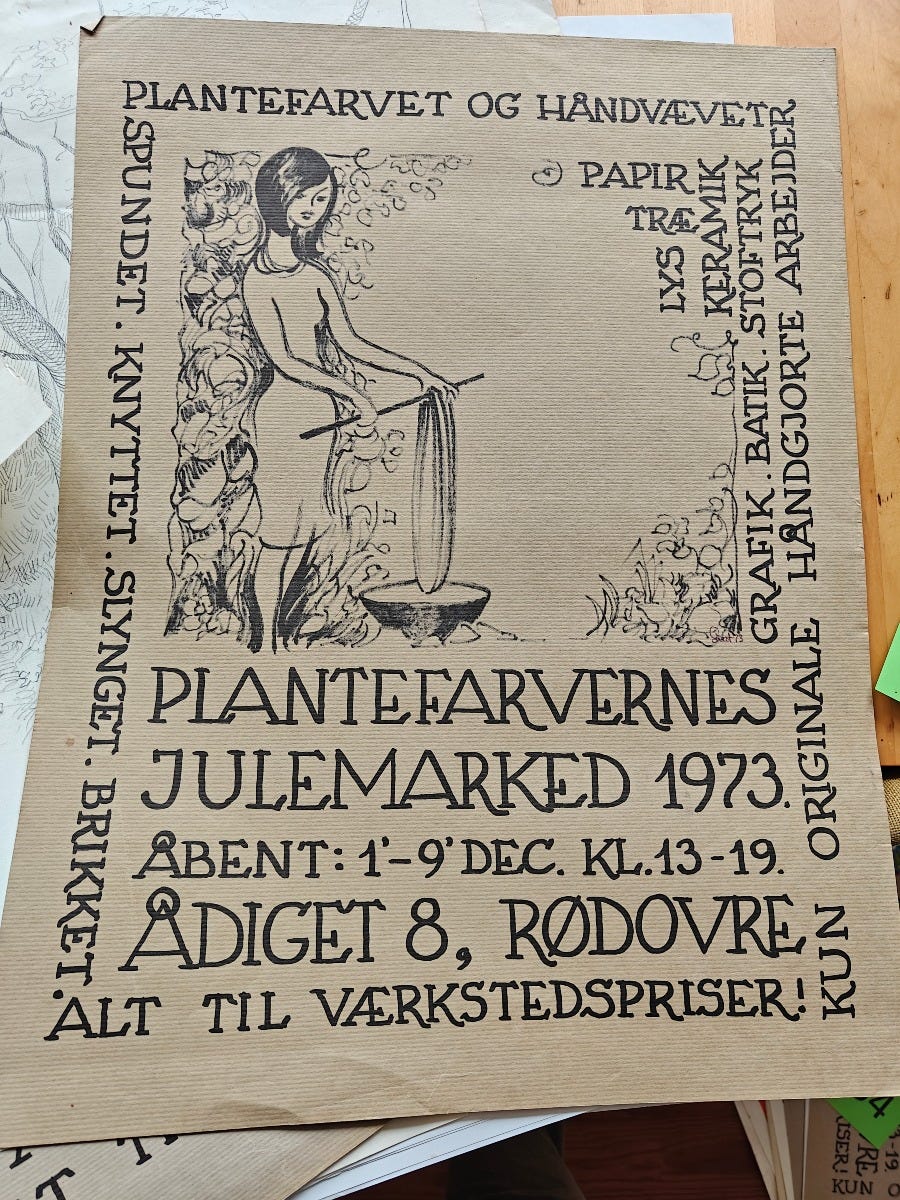 PLANTEFARVET OG HÅNDVÆVET
SPUNDET. KNYTTET. SLYNGET. BRIKKET.
PAPIR
TRÆ
LYS
KERAMIK
GRAFIK. BATIK. STOFTRYK
KUN ORIGINALE HÅNDGJORTE ARBEJDER
PLANTEFARVERNES
JULEMARKED 1973.
ÅBENT: 1'-9' DEC. KL. 13-19.
ÅDIGET 8, RØDOVRE
ALT TIL VÆRKSTEDSPRISER!
KUN